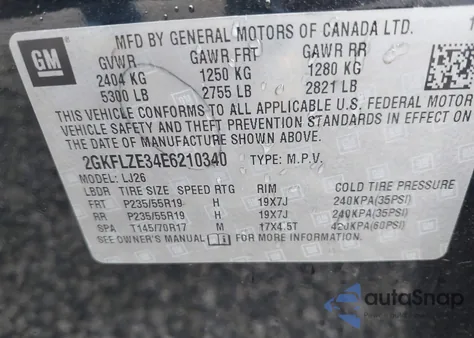 GM
MFD BY GENERAL MOTORS OF CANADA LTD.
GVWR GAWR FRT GAWR RR
2404 KG 1250 KG 1280 KG
5300 LB 2755 LB 2821 LB
THIS VEHICLE CONFORMS TO ALL APPLICABLE U.S. FEDERAL MOTOR
VEHICLE SAFETY AND THEFT PREVENTION STANDARDS IN EFFECT ON
THE DATE OF MANUFACTURE SHOWN ABOVE.
2GKFLZE34E6210340 TYPE: M.P.V.
MODEL: LJ26
LBDR TIRE SIZE SPEED RTG RIM COLD TIRE PRESSURE
FRT P235/55R19 H 19X7J 240KPA(35PSI)
RR P235/55R19 H 19X7J 240KPA(35PSI)
SPA T145/70R17 M 17X4.5T 420KPA(60PSI)
SEE OWNER'S MANUAL FOR MORE INFORMATION.
autoSnap